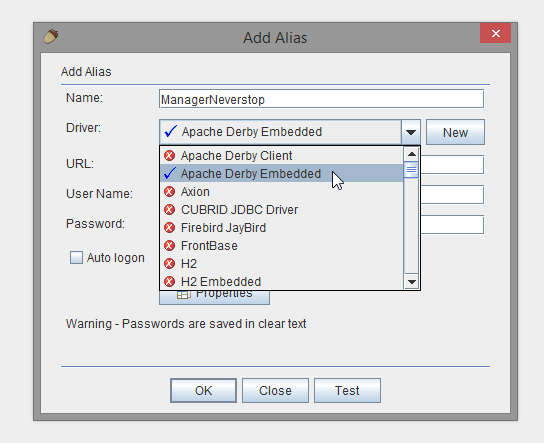 Add Alias
Add Alias
Name: ManagerNeverstop
Driver: Apache Derby Embedded New
Apache Derby Client
URL: Apache Derby Embedded
User Name: Axion
CUBRID JDBC Driver
Password: Firebird JayBird
FrontBase
Auto logon H2
H2 Embedded
Properties
Warning - Passwords are saved in clear text
OK Close Test